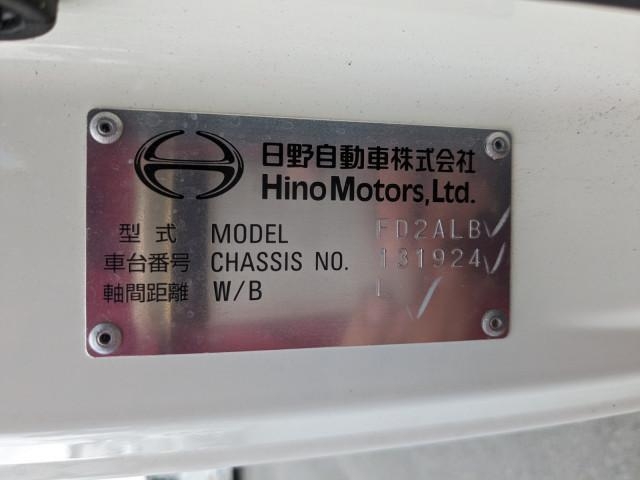 日野自動車株式会社
Hino Motors, Ltd.
型式 MODEL FD2ALB
車台番号 CHASSIS NO. 131924
軸間距離 W/B L